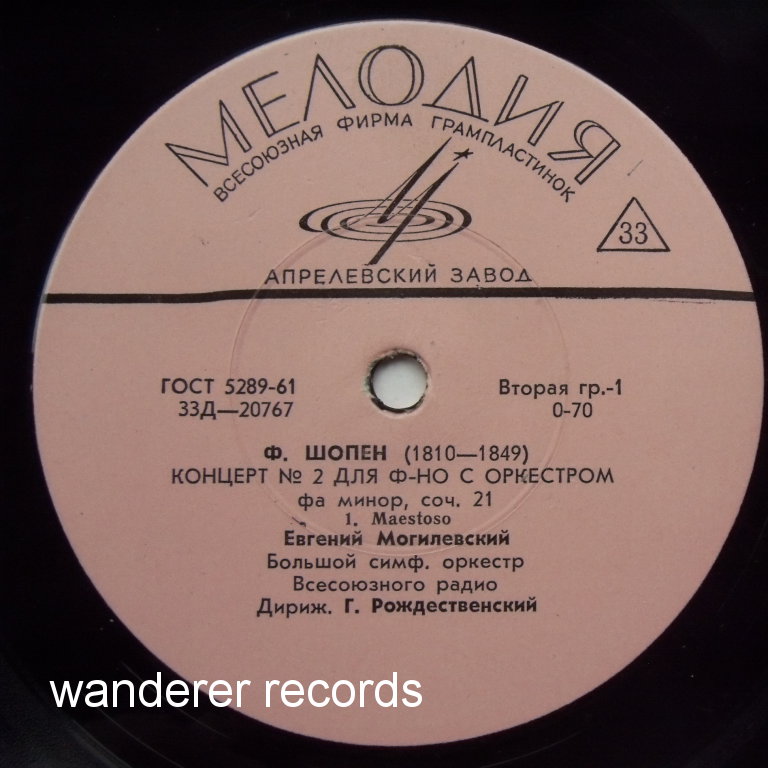 МЕЛОДИЯ
ВСЕСОЮЗНАЯ ФИРМА ГРАМПЛАСТИНОК
33
АПРЕЛЕВСКИЙ ЗАВОД
ГОСТ 5289-61
Вторая гр.-1
33Д—20767
0-70
Ф. ШОПЕН (1810—1849)
КОНЦЕРТ № 2 ДЛЯ Ф-НО С ОРКЕСТРОМ
фа минор, соч. 21
1. Maestoso
Евгений Могилевский
Большой симф. оркестр
Всесоюзного радио
Дириж. Г. Рождественский
wanderer records